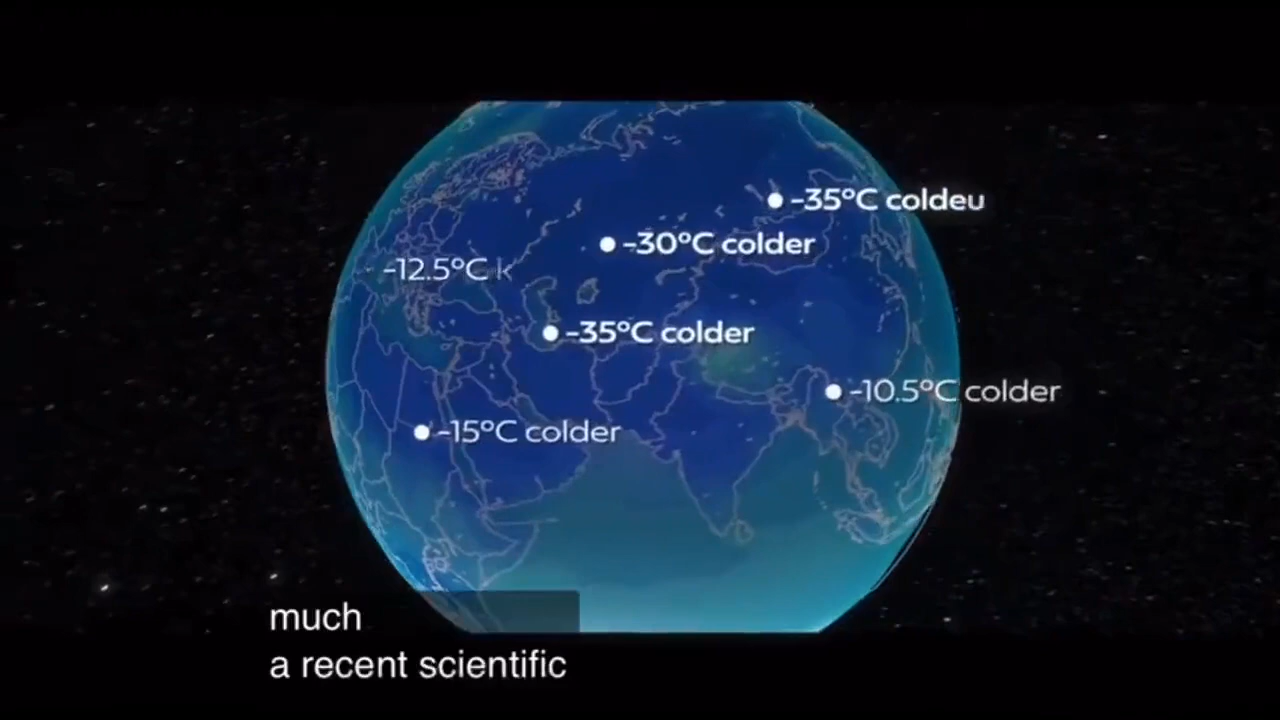 -35°C coldeu
-30°C colder
-12.5°C k
-35°C colder
-10.5°C colder
-15°C colder
much
a recent scientific